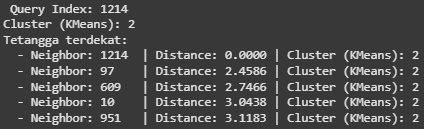 Query Index: 1214
Cluster (KMeans): 2
Tetangga terdekat:
- Neighbor: 1214 | Distance: 0.0000 | Cluster (KMeans): 2
- Neighbor: 97 | Distance: 2.4586 | Cluster (KMeans): 2
- Neighbor: 609 | Distance: 2.7466 | Cluster (KMeans): 2
- Neighbor: 10 | Distance: 3.0438 | Cluster (KMeans): 2
- Neighbor: 951 | Distance: 3.1183 | Cluster (KMeans): 2